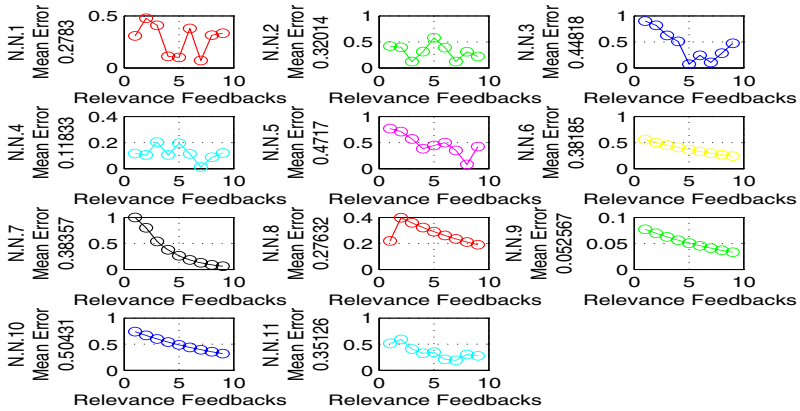 N.N.1
Mean Error
0.2783
0.5
0
0 5 10
Relevance Feedbacks
N.N.2
Mean Error
0.32014
1
0.5
0
0 5 10
Relevance Feedbacks
N.N.3
Mean Error
0.44818
1
0.5
0
0 5 10
Relevance Feedbacks
N.N.4
Mean Error
0.11833
0.4
0.2
0
0 5 10
Relevance Feedbacks
N.N.5
Mean Error
0.4717
1
0.5
0
0 5 10
Relevance Feedbacks
N.N.6
Mean Error
0.38185
1
0.5
0
0 5 10
Relevance Feedbacks
N.N.7
Mean Error
0.38357
1
0.5
0
0 5 10
Relevance Feedbacks
N.N.8
Mean Error
0.27632
0.4
0.2
0
0 5 10
Relevance Feedbacks
N.N.9
Mean Error
0.052567
0.1
0.05
0
0 5 10
Relevance Feedbacks
N.N.10
Mean Error
0.50431
1
0.5
0
0 5 10
Relevance Feedbacks
N.N.11
Mean Error
0.35126
1
0.5
0
0 5 10
Relevance Feedbacks